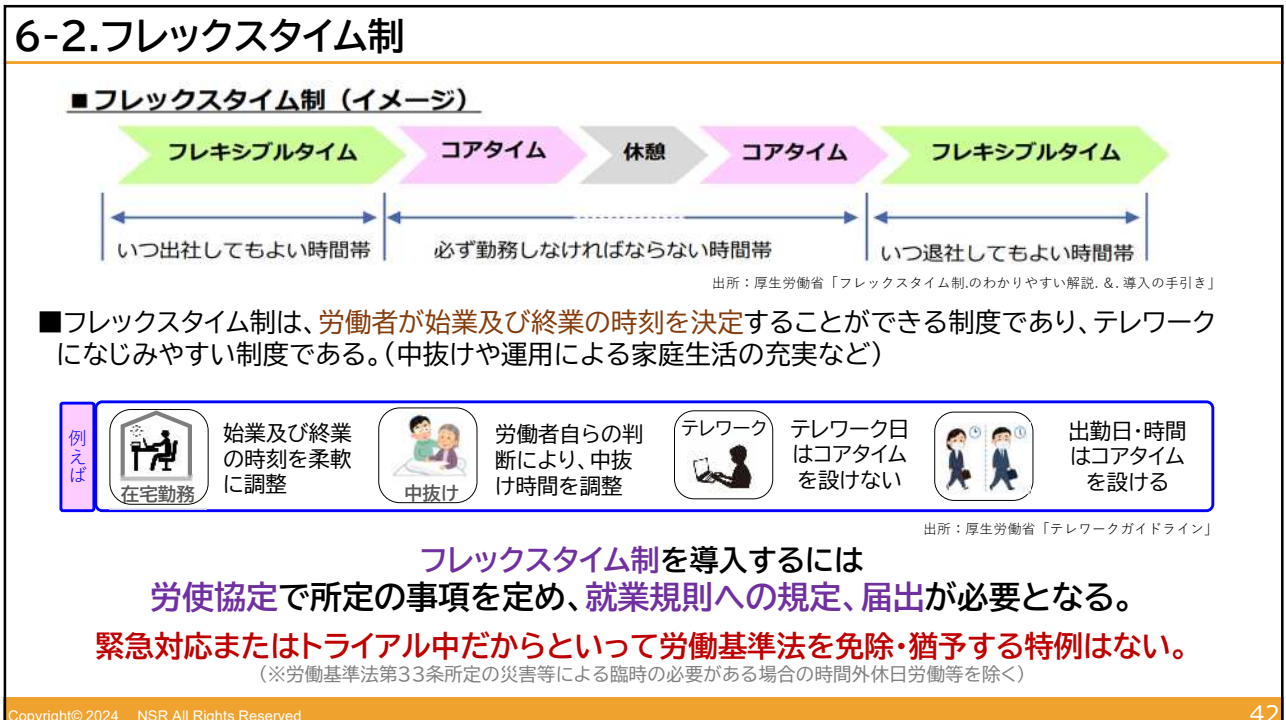 6-2.フレックスタイム制
■フレックスタイム制（イメージ）
フレキシブルタイム
コアタイム
休憩
コアタイム
フレキシブルタイム
いつ出社してもよい時間帯
必ず勤務しなければならない時間帯
いつ退社してもよい時間帯
出所：厚生労働省「フレックスタイム制.のわかりやすい解説.&.導入の手引き」
■フレックスタイム制は、労働者が始業及び終業の時刻を決定することができる制度であり、テレワーク
になじみやすい制度である。(中抜けや運用による家庭生活の充実など)
例えば
在宅勤務
始業及び終業
の時刻を柔軟
に調整
中抜け
労働者自らの判
断により、中抜
け時間を調整
テレワーク
テレワーク日
はコアタイム
を設けない
出勤日・時間
はコアタイム
を設ける
出所：厚生労働省「テレワークガイドライン」
フレックスタイム制を導入するには
労使協定で所定の事項を定め、就業規則への規定、届出が必要となる。
緊急対応またはトライアル中だからといって労働基準法を免除・猶予する特例はない。
(※労働基準法第33条所定の災害等による臨時の必要がある場合の時間外休日労働等を除く)
Copyright© 2024 NSR All Rights Reserved
42